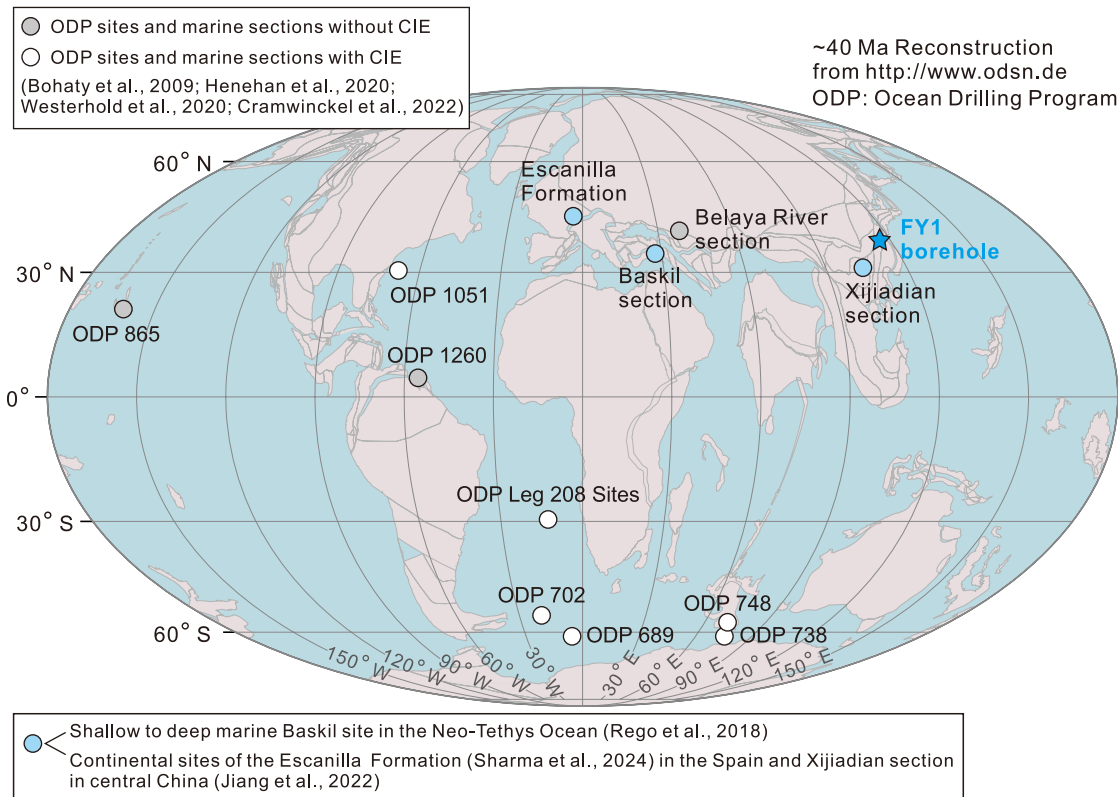 ODP sites and marine sections without CIE
ODP sites and marine sections with CIE
(Bohaty et al., 2009; Henehan et al., 2020;
Westerhold et al., 2020; Cramwinckel et al., 2022)
~40 Ma Reconstruction
from http://www.odsn.de
ODP: Ocean Drilling Program
60° N
Escanilla
Formation
Belaya River
section
FY1
borehole
30° N
ODP 1051
Baskil
section
Xijiadian
section
ODP 865
ODP 1260
0°
ODP Leg 208 Sites
30° S
ODP 702
ODP 748
60° S
ODP 689
ODP 738
150° W
120° W
90° W
60° W
30° W
30° E
60° E
90° E
120° E
150° E
Shallow to deep marine Baskil site in the Neo-Tethys Ocean (Rego et al., 2018)
Continental sites of the Escanilla Formation (Sharma et al., 2024) in the Spain and Xijiadian section
in central China (Jiang et al., 2022)